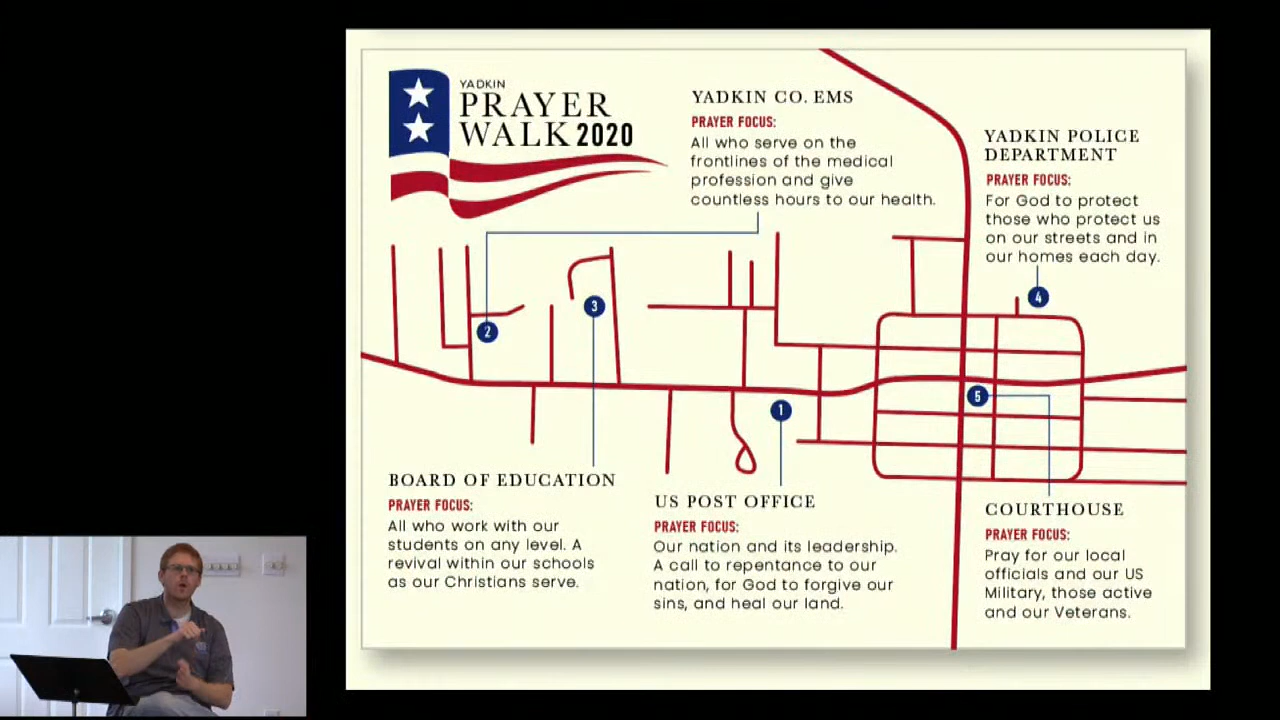 YADKIN
PRAYER
WALK 2020
YADKIN CO. EMS
PRAYER FOCUS:
All who serve on the
frontlines of the medical
profession and give
countless hours to our health.
YADKIN POLICE
DEPARTMENT
PRAYER FOCUS:
For God to protect
those who protect us
on our streets and in
our homes each day.
4
3
2
5
1
BOARD OF EDUCATION
PRAYER FOCUS:
All who work with our
students on any level. A
revival within our schools
as our Christians serve.
US POST OFFICE
PRAYER FOCUS:
Our nation and its leadership.
A call to repentance to our
nation, for God to forgive our
sins, and heal our land.
COURTHOUSE
PRAYER FOCUS:
Pray for our local
officials and our US
Military, those active
and our Veterans.